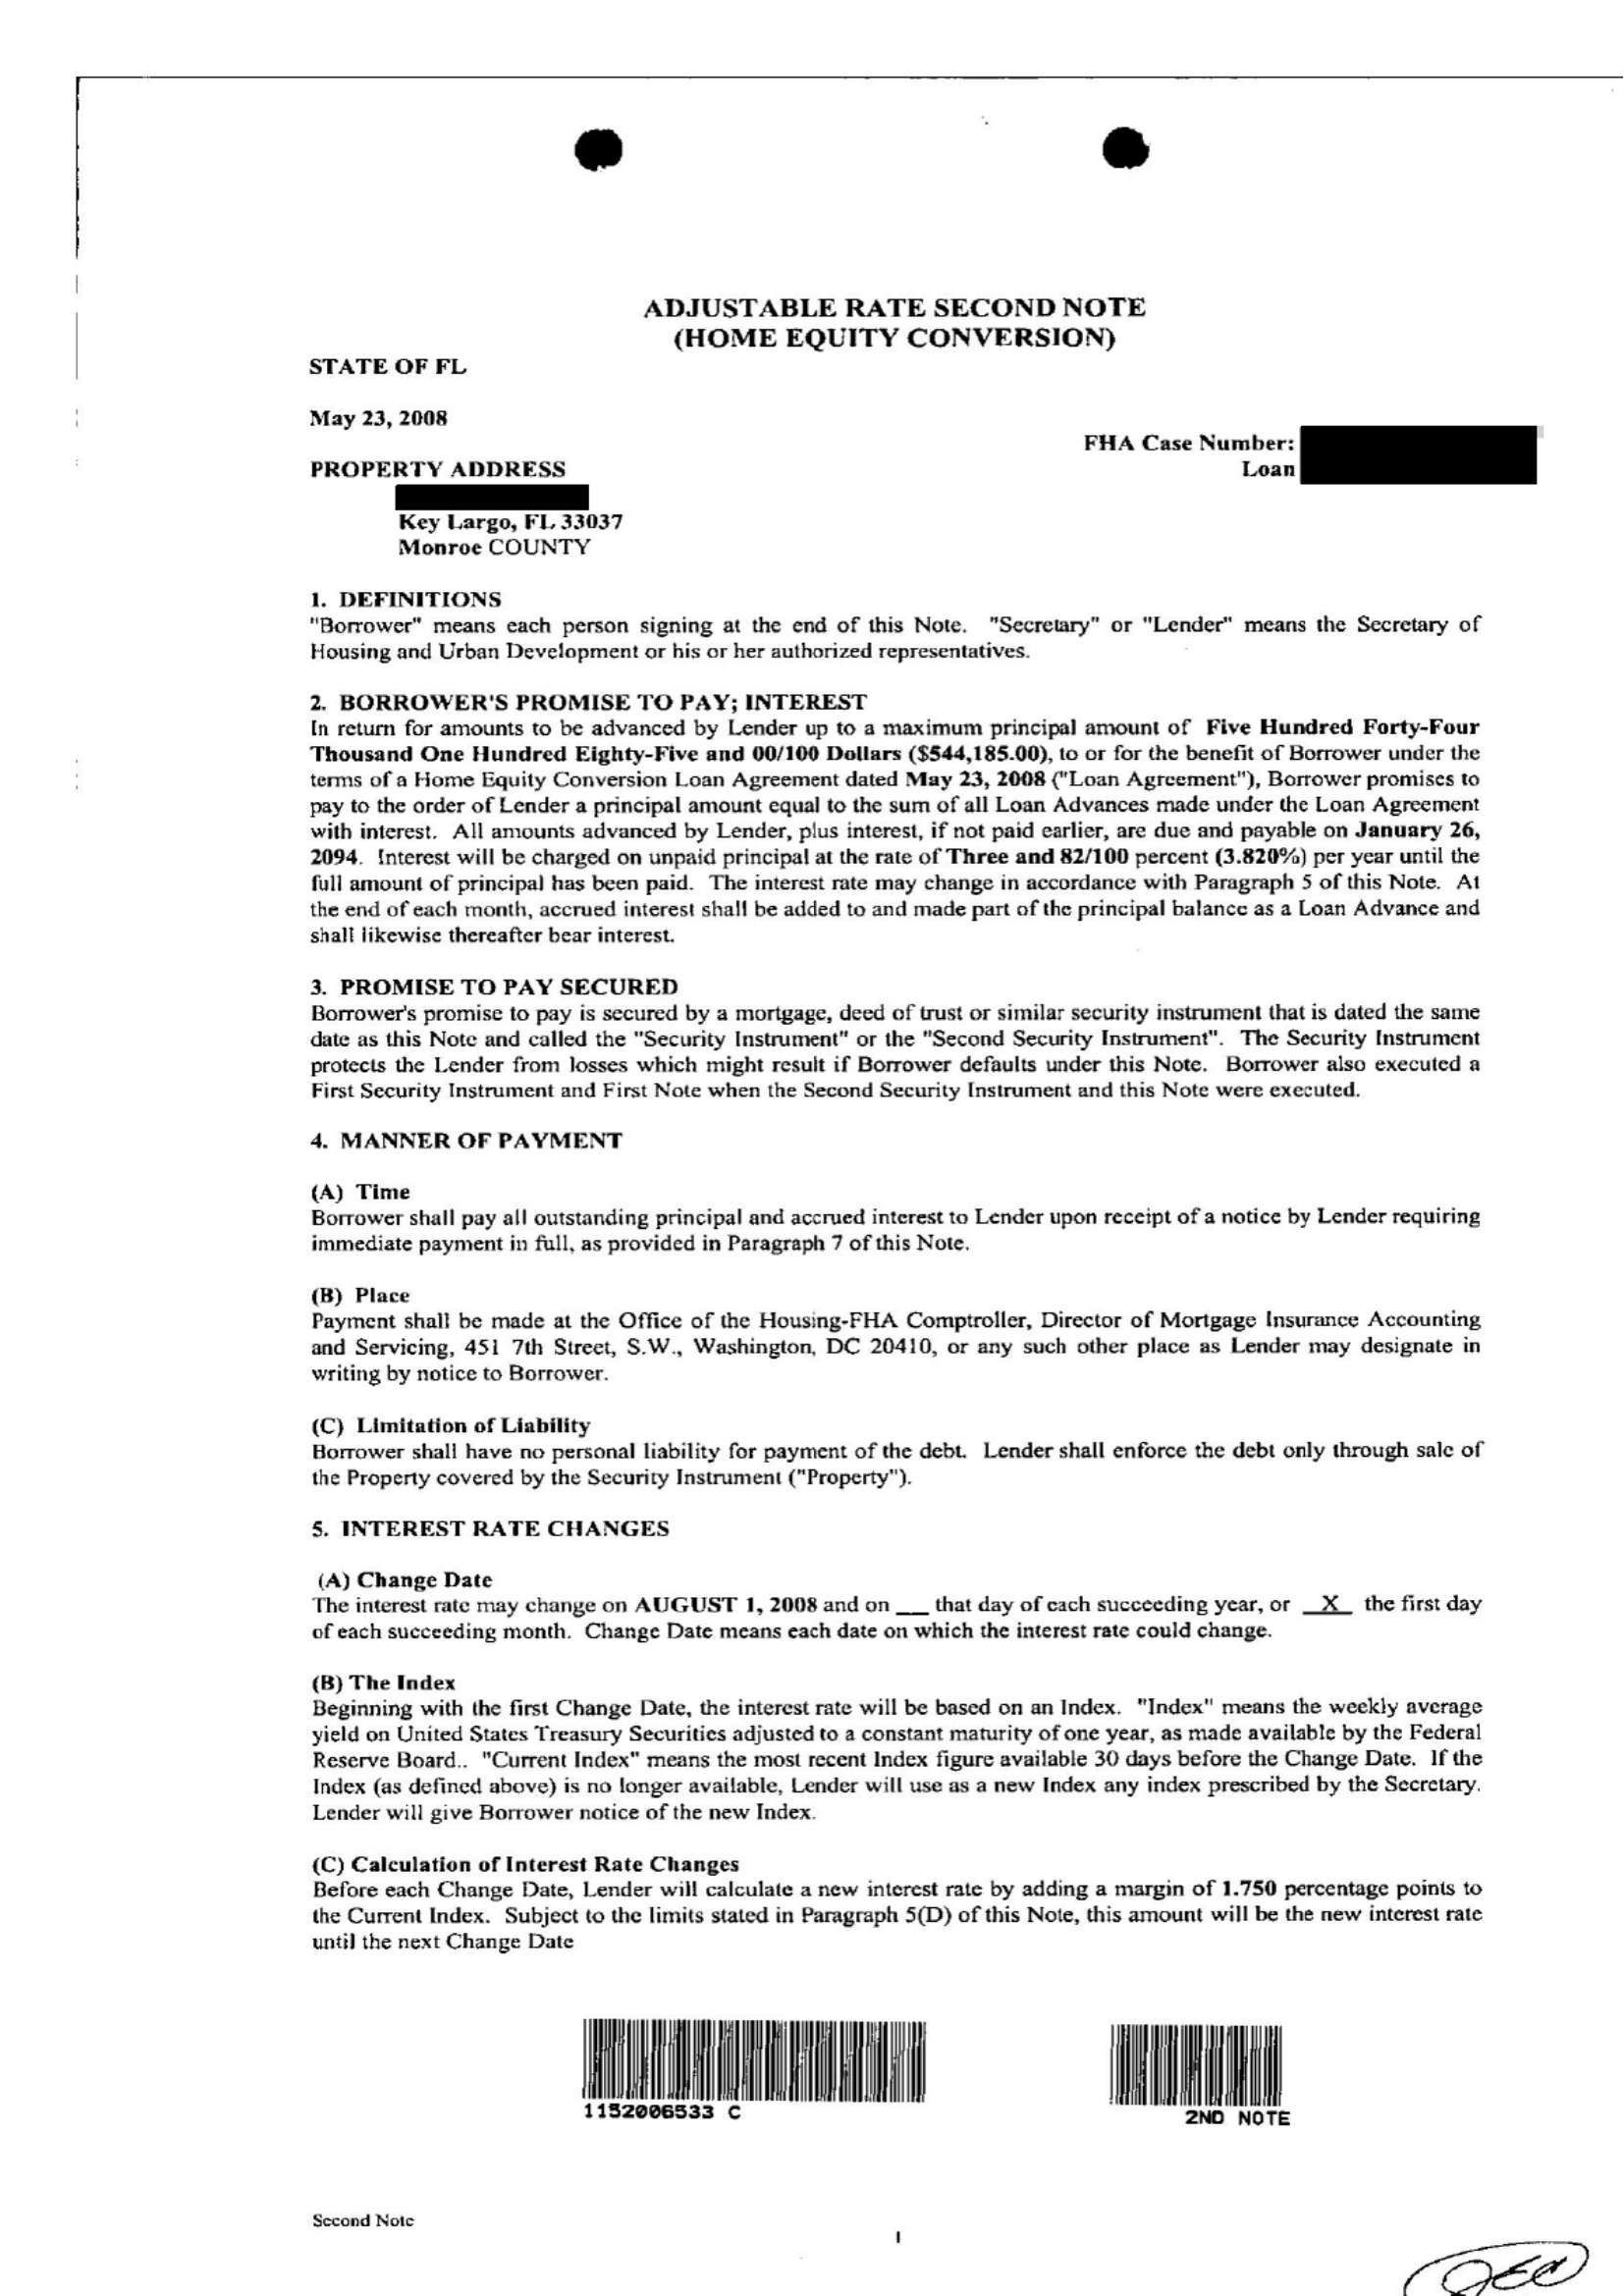 ADJUSTABLE RATE SECOND NOTE
(HOME EQUITY CONVERSION)
STATE OF FL
May 23, 2008
FHA Case Number:
PROPERTY ADDRESS
Loan
Key Largo, FL 33037
Monroe COUNTY
1. DEFINITIONS
"Borrower" means each person signing at the end of this Note. "Secretary" or "Lender" means the Secretary of
Housing and Urban Development or his or her authorized representatives.
2. BORROWER'S PROMISE TO PAY; INTEREST
In return for amounts to be advanced by Lender up to a maximum principal amount of Five Hundred Forty-Four
Thousand One Hundred Eighty-Five and 00/100 Dollars ($544,185.00), to or for the benefit of Borrower under the
terms of a Home Equity Conversion Loan Agreement dated May 23, 2008 ("Loan Agreement"), Borrower promises to
pay to the order of Lender a principal amount equal to the sum of all Loan Advances made under the Loan Agreement
with interest. All amounts advanced by Lender, plus interest, if not paid earlier, are due and payable on January 26,
2094. Interest will be charged on unpaid principal at the rate of Three and 82/100 percent (3.820%) per year until the
full amount of principal has been paid. The interest rate may change in accordance with Paragraph 5 of this Note. At
the end of each month, accrued interest shall be added to and made part of the principal balance as a Loan Advance and
shall likewise thereafter bear interest.
3. PROMISE TO PAY SECURED
Borrower's promise to pay is secured by a mortgage, deed of trust or similar security instrument that is dated the same
date as this Note and called the "Security Instrument" or the "Second Security Instrument". The Security Instrument
protects the Lender from losses which might result if Borrower defaults under this Note. Borrower also executed a
First Security Instrument and First Note when the Second Security Instrument and this Note were executed.
4. MANNER OF PAYMENT
(A) Time
Borrower shall pay all outstanding principal and accrued interest to Lender upon receipt of a notice by Lender requiring
immediate payment in full, as provided in Paragraph 7 of this Note.
(B) Place
Payment shall be made at the Office of the Housing-FHA Comptroller, Director of Mortgage Insurance Accounting
and Servicing, 451 7th Street, S.W., Washington, DC 20410, or any such other place as Lender may designate in
writing by notice to Borrower.
(C) Limitation of Liability
Borrower shall have no personal liability for payment of the debt. Lender shall enforce the debt only through sale of
the Property covered by the Security Instrument ("Property").
5. INTEREST RATE CHANGES
(A) Change Date
The interest rate may change on AUGUST 1, 2008 and on ___ that day of each succeeding year, or _X_ the first day
of each succeeding month. Change Date means each date on which the interest rate could change.
(B) The Index
Beginning with the first Change Date, the interest rate will be based on an Index. "Index" means the weekly average
yield on United States Treasury Securities adjusted to a constant maturity of one year, as made available by the Federal
Reserve Board.. "Current Index" means the most recent Index figure available 30 days before the Change Date. If the
Index (as defined above) is no longer available, Lender will use as a new Index any index prescribed by the Secretary.
Lender will give Borrower notice of the new Index.
(C) Calculation of Interest Rate Changes
Before each Change Date, Lender will calculate a new interest rate by adding a margin of 1.750 percentage points to
the Current Index. Subject to the limits stated in Paragraph 5(D) of this Note, this amount will be the new interest rate
until the next Change Date
1152006533 C
2ND NOTE
Second Note
1